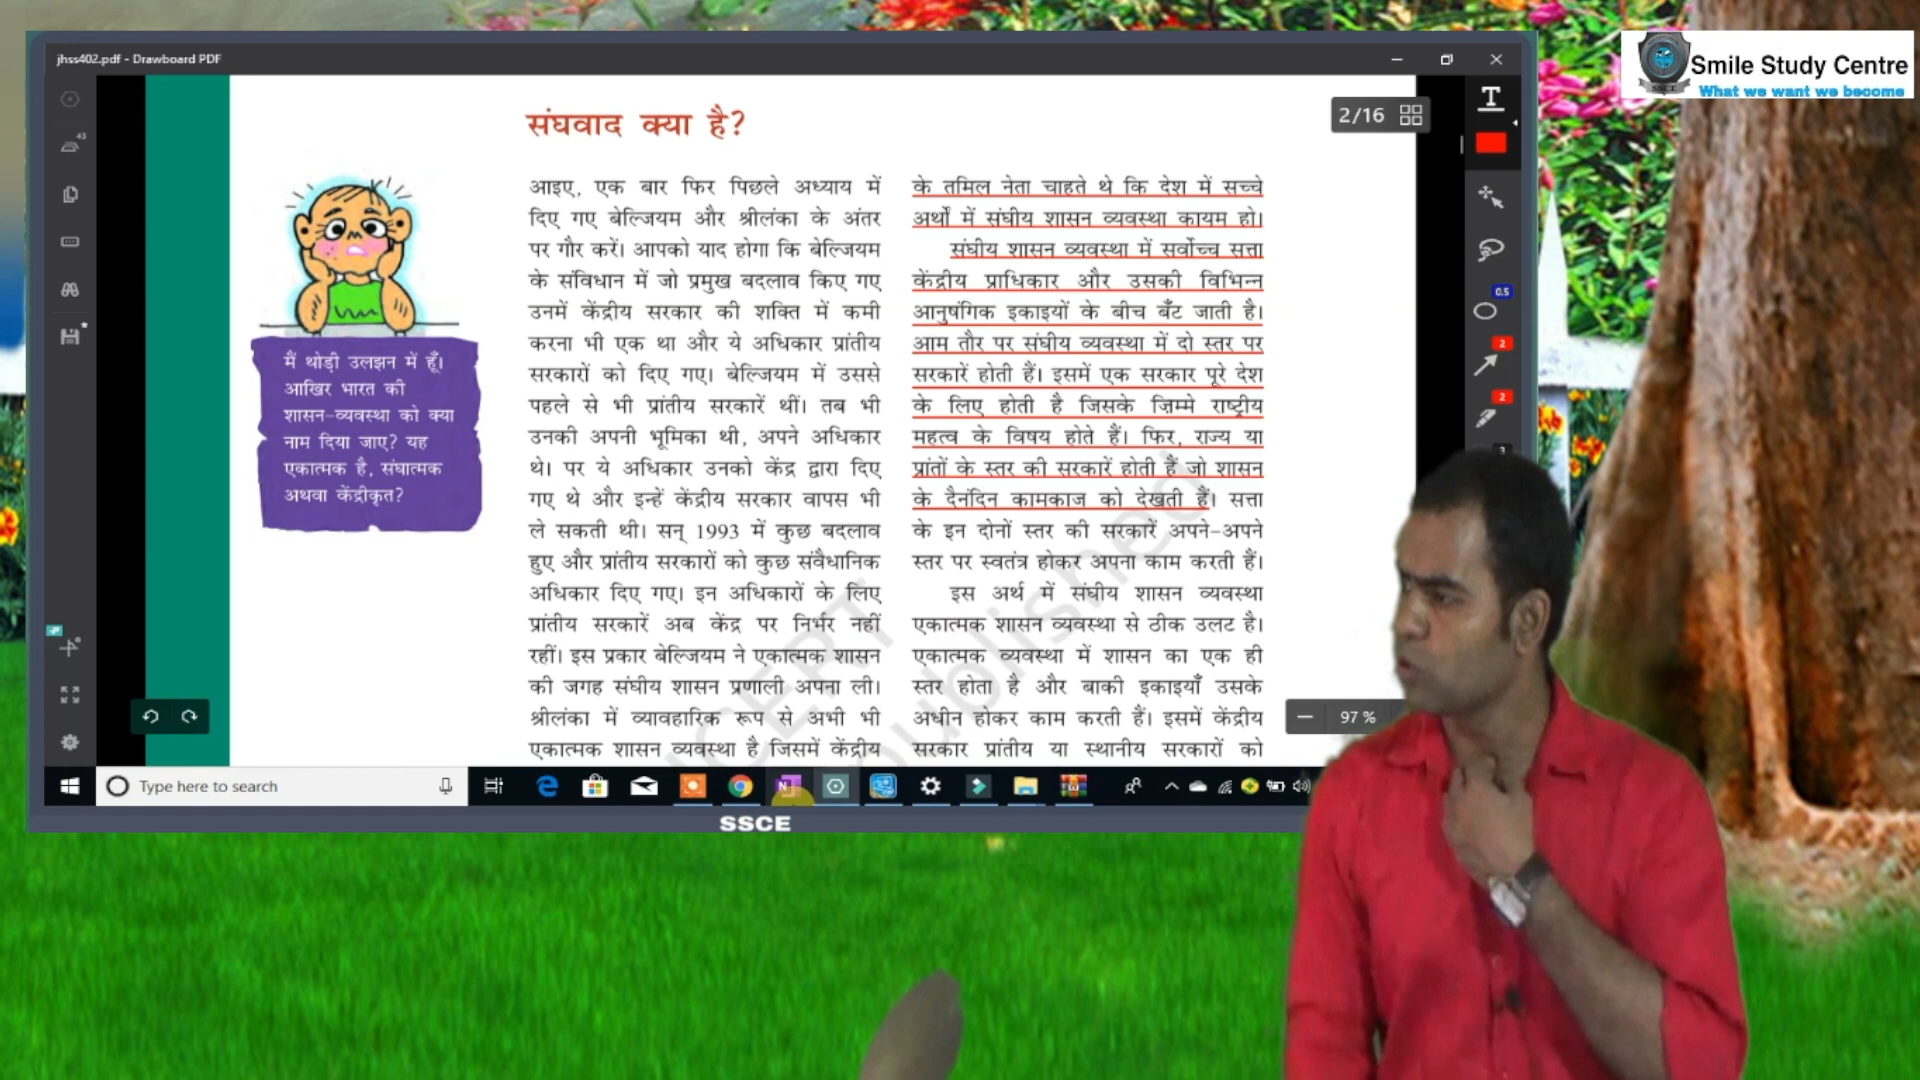 jhss402.pdf - Drawboard PDF
Smile Study Centre
What we want we become
SSCE
2/16
T
43
0.5
2
2
3
संघवाद क्या है?
मैं थोड़ी उलझन में हूँ।
आखिर भारत की
शासन-व्यवस्था को क्या
नाम दिया जाए? यह
एकात्मक है, संघात्मक
अथवा केंद्रीकृत?
आइए, एक बार फिर पिछले अध्याय में
दिए गए बेल्जियम और श्रीलंका के अंतर
पर गौर करें। आपको याद होगा कि बेल्जियम
के संविधान में जो प्रमुख बदलाव किए गए
उनमें केंद्रीय सरकार की शक्ति में कमी
करना भी एक था और ये अधिकार प्रांतीय
सरकारों को दिए गए। बेल्जियम में उससे
पहले से भी प्रांतीय सरकारें थीं। तब भी
उनकी अपनी भूमिका थी, अपने अधिकार
थे। पर ये अधिकार उनको केंद्र द्वारा दिए
गए थे और इन्हें केंद्रीय सरकार वापस भी
ले सकती थी। सन् 1993 में कुछ बदलाव
हुए और प्रांतीय सरकारों को कुछ संवैधानिक
अधिकार दिए गए। इन अधिकारों के लिए
प्रांतीय सरकारें अब केंद्र पर निर्भर नहीं
रहीं। इस प्रकार बेल्जियम ने एकात्मक शासन
की जगह संघीय शासन प्रणाली अपना ली।
श्रीलंका में व्यावहारिक रूप से अभी भी
एकात्मक शासन व्यवस्था है जिसमें केंद्रीय
के तमिल नेता चाहते थे कि देश में सच्चे
अर्थों में संघीय शासन व्यवस्था कायम हो।
संघीय शासन व्यवस्था में सर्वोच्च सत्ता
केंद्रीय प्राधिकार और उसकी विभिन्न
आनुषंगिक इकाइयों के बीच बँट जाती है।
आम तौर पर संघीय व्यवस्था में दो स्तर पर
सरकारें होती हैं। इसमें एक सरकार पूरे देश
के लिए होती है जिसके ज़िम्मे राष्ट्रीय
महत्व के विषय होते हैं। फिर, राज्य या
प्रांतों के स्तर की सरकारें होती हैं जो शासन
के दैनंदिन कामकाज को देखती हैं। सत्ता
के इन दोनों स्तर की सरकारें अपने-अपने
स्तर पर स्वतंत्र होकर अपना काम करती हैं।
इस अर्थ में संघीय शासन व्यवस्था
एकात्मक शासन व्यवस्था से ठीक उलट है।
एकात्मक व्यवस्था में शासन का एक ही
स्तर होता है और बाकी इकाइयाँ उसके
अधीन होकर काम करती हैं। इसमें केंद्रीय
सरकार प्रांतीय या स्थानीय सरकारों को
97 %
Type here to search
SSCE